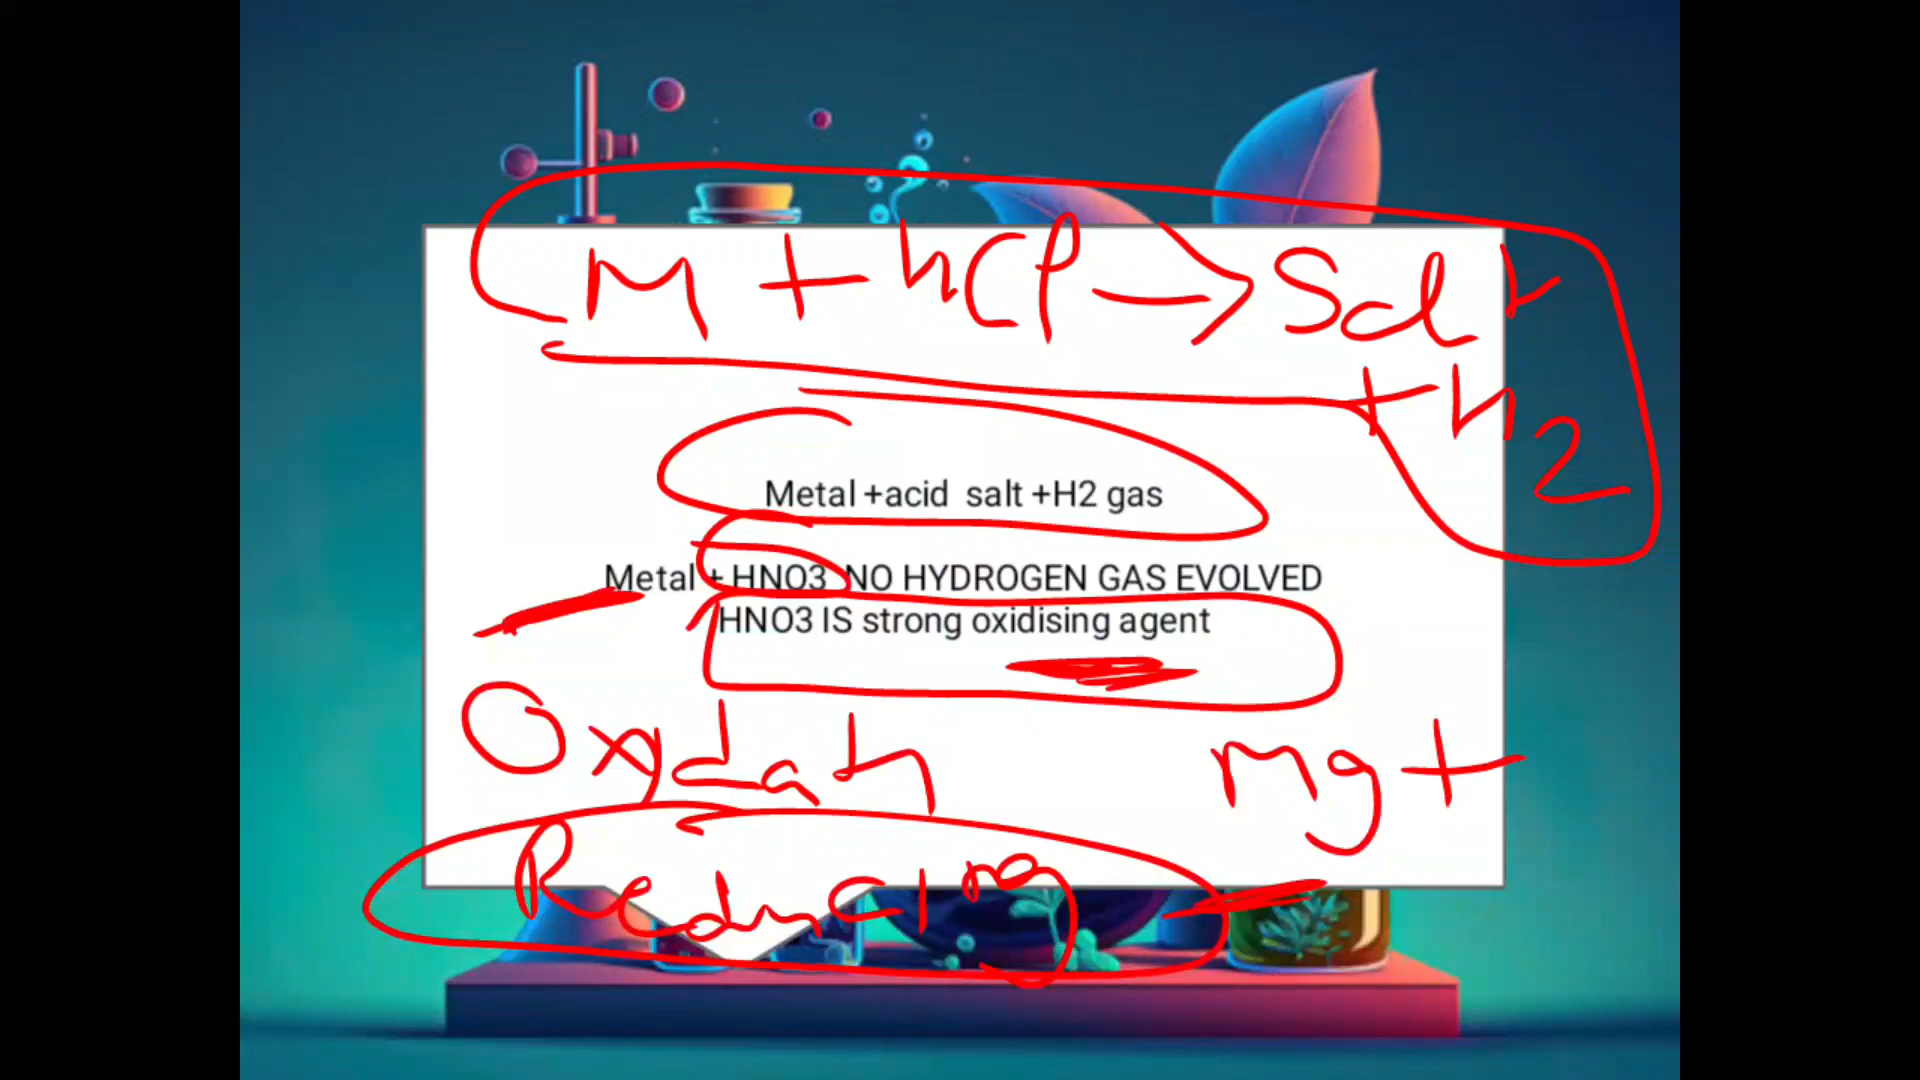 M + hCl → Salt
+ h2
Metal +acid  salt +H2 gas
Metal + HNO3  NO HYDROGEN GAS EVOLVED
HNO3 IS strong oxidising agent
mg+
Reducing